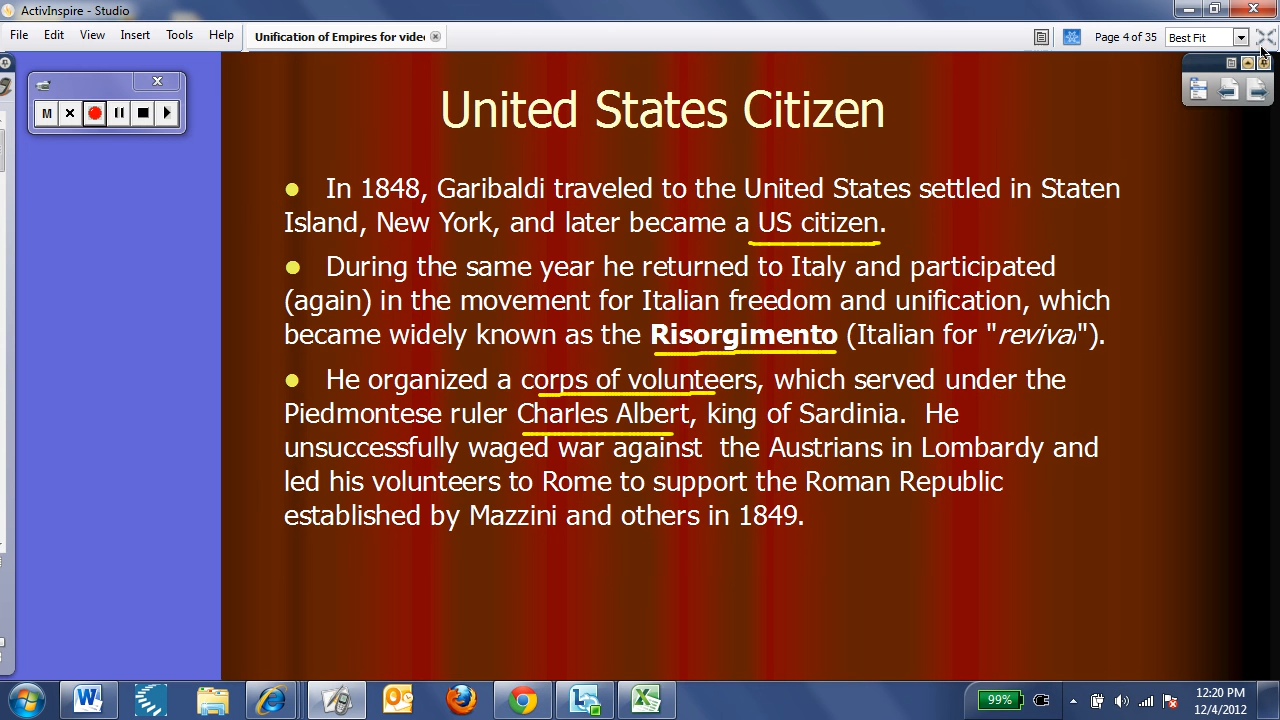 ActivInspire - Studio
File Edit View Insert Tools Help
Unification of Empires for vide
Page 4 of 35
Best Fit
M
United States Citizen
In 1848, Garibaldi traveled to the United States settled in Staten
Island, New York, and later became a US citizen.
During the same year he returned to Italy and participated
(again) in the movement for Italian freedom and unification, which
became widely known as the Risorgimento (Italian for "revival").
He organized a corps of volunteers, which served under the
Piedmontese ruler Charles Albert, king of Sardinia. He
unsuccessfully waged war against the Austrians in Lombardy and
led his volunteers to Rome to support the Roman Republic
established by Mazzini and others in 1849.
99%
12:20 PM
12/4/2012